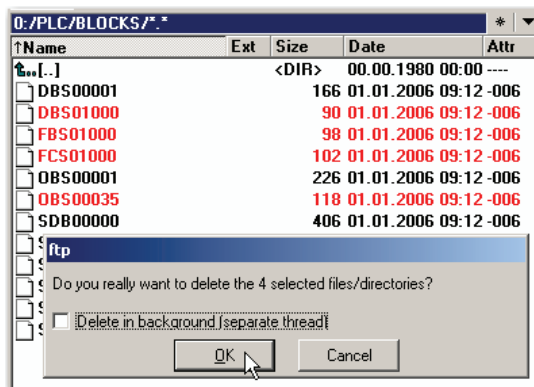 0:/PLC/BLOCKS/*.* * ▼
↑Name Ext Size Date Attr
[..] <DIR> 00.00.1980 00:00 ----
DBS00001 166 01.01.2006 09:12 -006
DBS01000 90 01.01.2006 09:12 -006
FBS01000 98 01.01.2006 09:12 -006
FCS01000 102 01.01.2006 09:12 -006
OBS00001 226 01.01.2006 09:12 -006
OBS00035 118 01.01.2006 09:12 -006
SDB00000 406 01.01.2006 09:12 -006
ftp
Do you really want to delete the 4 selected files/directories?
Delete in background (separate thread)
OK Cancel